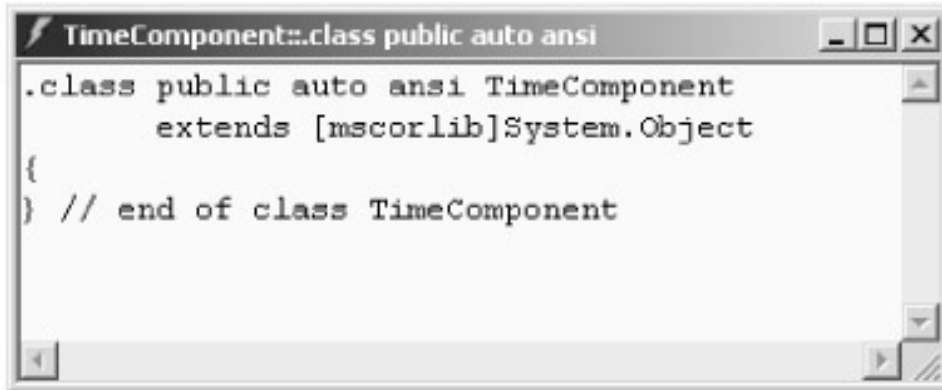 TimeComponent::.class public auto ansi
.class public auto ansi TimeComponent
extends [mscorlib]System.Object
{
} // end of class TimeComponent